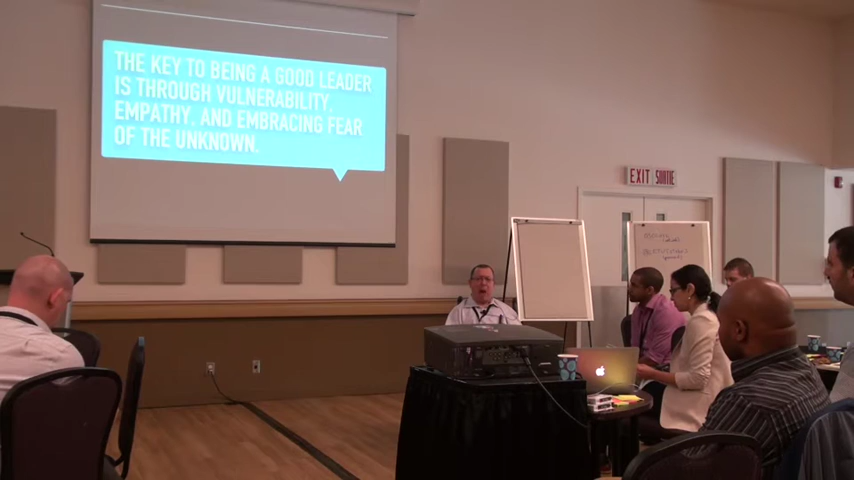 THE KEY TO BEING A GOOD LEADER
IS THROUGH VULNERABILITY,
EMPATHY, AND EMBRACING FEAR
OF THE UNKNOWN.
EXIT SORTIE